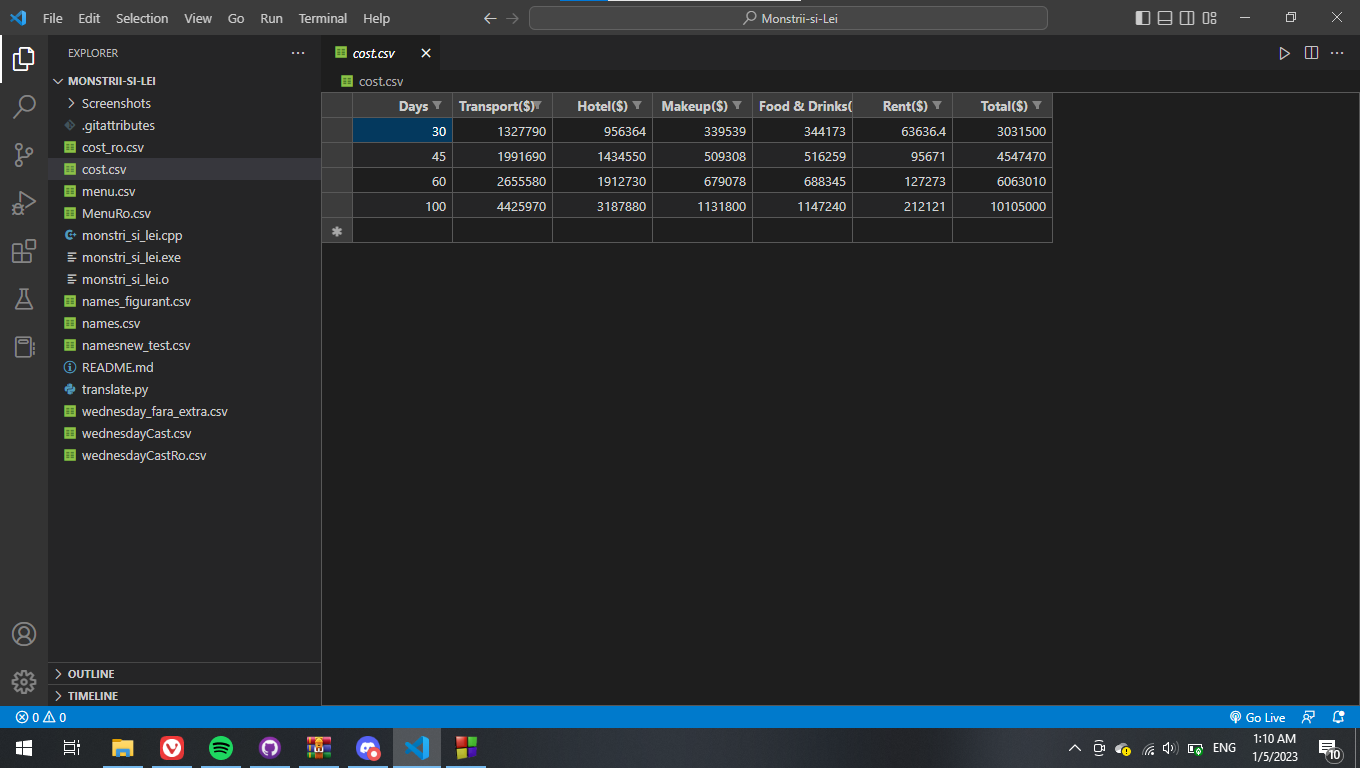 File Edit Selection View Go Run Terminal Help Monstrii-si-Lei
EXPLORER
MONSTRII-SI-LEI
Screenshots
.gitattributes
cost_ro.csv
cost.csv
menu.csv
MenuRo.csv
monstri_si_lei.cpp
monstri_si_lei.exe
monstri_si_lei.o
names_figurant.csv
names.csv
namesnew_test.csv
README.md
translate.py
wednesday_fara_extra.csv
wednesdayCast.csv
wednesdayCastRo.csv
OUTLINE
TIMELINE
cost.csv
cost.csv
Days Transport($) Hotel($) Makeup($) Food & Drinks( Rent($) Total($)
30 1327790 956364 339539 344173 63636.4 3031500
45 1991690 1434550 509308 516259 95671 4547470
60 2655580 1912730 679078 688345 127273 6063010
100 4425970 3187880 1131800 1147240 212121 10105000
0 0 Go Live
ENG
1:10 AM
1/5/2023
10